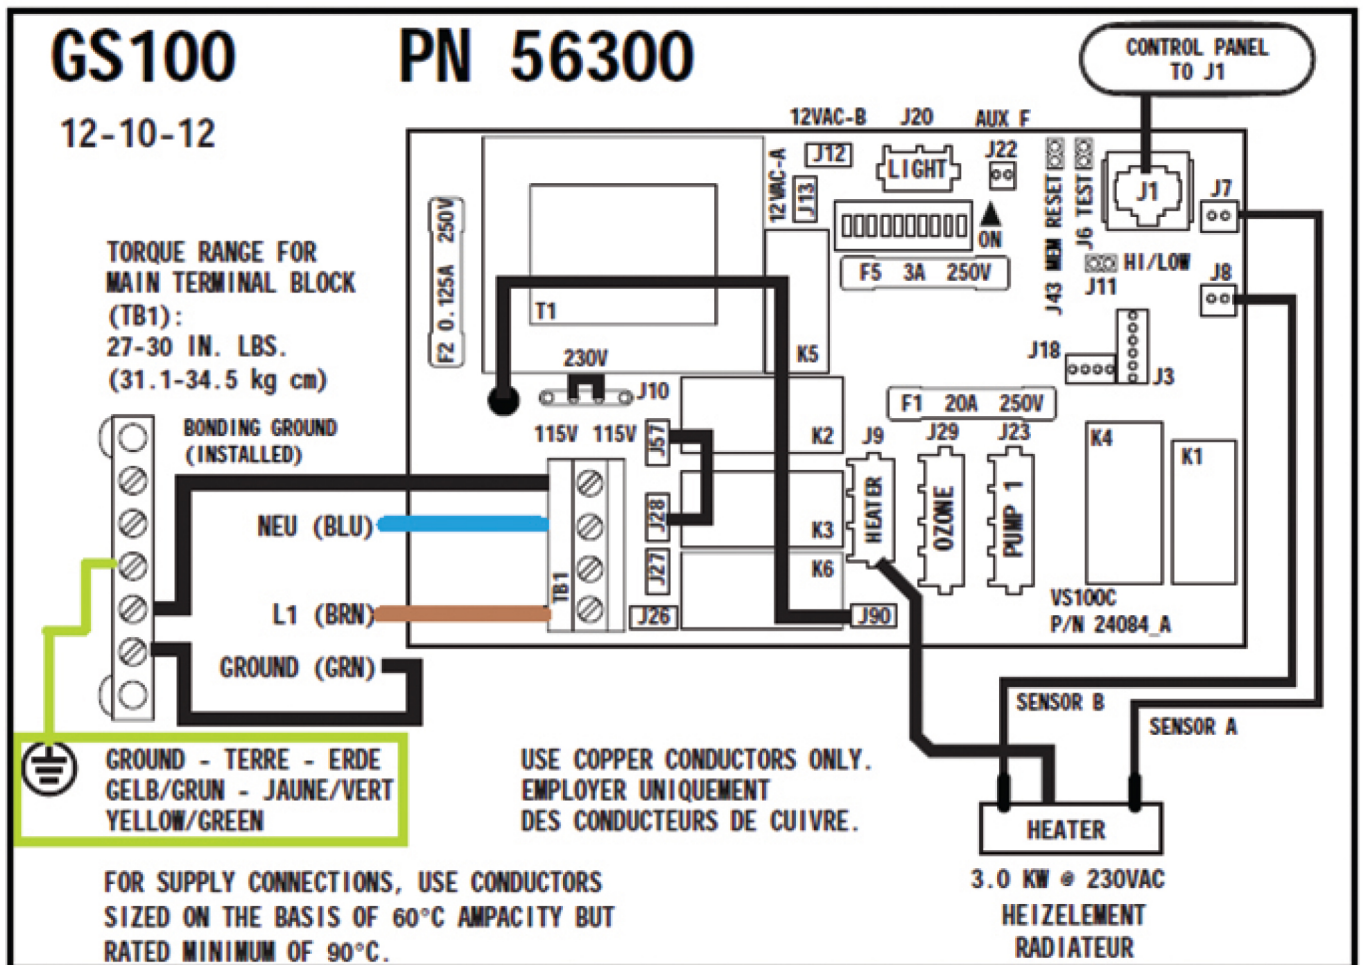 GS100 PN 56300
12-10-12
CONTROL PANEL
TO J1
12VAC-B J20 AUX F
J12
LIGHT
J22
12VAC-A
J13
ON
J43 MEM RESET
J6 TEST
J1
J7
HI/LOW
J11
J8
F5 3A 250V
F2 0.125A 250V
T1
K5
J18
J3
TORQUE RANGE FOR
MAIN TERMINAL BLOCK
(TB1):
27-30 IN. LBS.
(31.1-34.5 kg cm)
230V
J10
115V 115V
F1 20A 250V
J57
K2
J9
J29
J23
K4
K1
BONDING GROUND
(INSTALLED)
NEU (BLU)
J28
K3
HEATER
OZONE
PUMP 1
J27
K6
TB1
L1 (BRN)
J26
J90
VS100C
P/N 24084_A
GROUND (GRN)
SENSOR B
SENSOR A
GROUND - TERRE - ERDE
GELB/GRUN - JAUNE/VERT
YELLOW/GREEN
USE COPPER CONDUCTORS ONLY.
EMPLOYER UNIQUEMENT
DES CONDUCTEURS DE CUIVRE.
HEATER
3.0 KW @ 230VAC
HEIZELEMENT
RADIATEUR
FOR SUPPLY CONNECTIONS, USE CONDUCTORS
SIZED ON THE BASIS OF 60°C AMPACITY BUT
RATED MINIMUM OF 90°C.